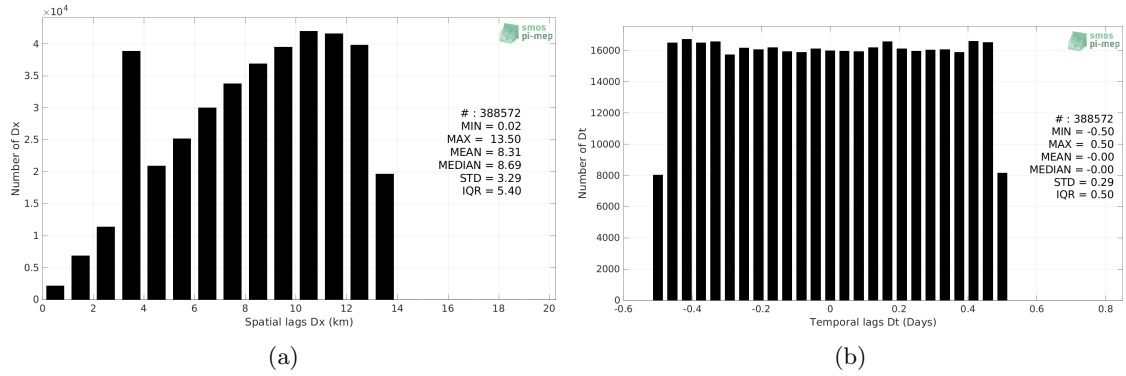 ×10⁴
4
3.5
3
2.5
2
1.5
1
0.5
0
Number of Dx
0 2 4 6 8 10 12 14 16 18 20
Spatial lags Dx (km)
smos
pi-mep
# : 388572
MIN = 0.02
MAX = 13.50
MEAN = 8.31
MEDIAN = 8.69
STD = 3.29
IQR = 5.40
(a)
16000
14000
12000
10000
8000
6000
4000
2000
0
Number of Dt
-0.6 -0.4 -0.2 0 0.2 0.4 0.6 0.8
Temporal lags Dt (Days)
smos
pi-mep
# : 388572
MIN = -0.50
MAX = 0.50
MEAN = -0.00
MEDIAN = -0.00
STD = 0.29
IQR = 0.50
(b)